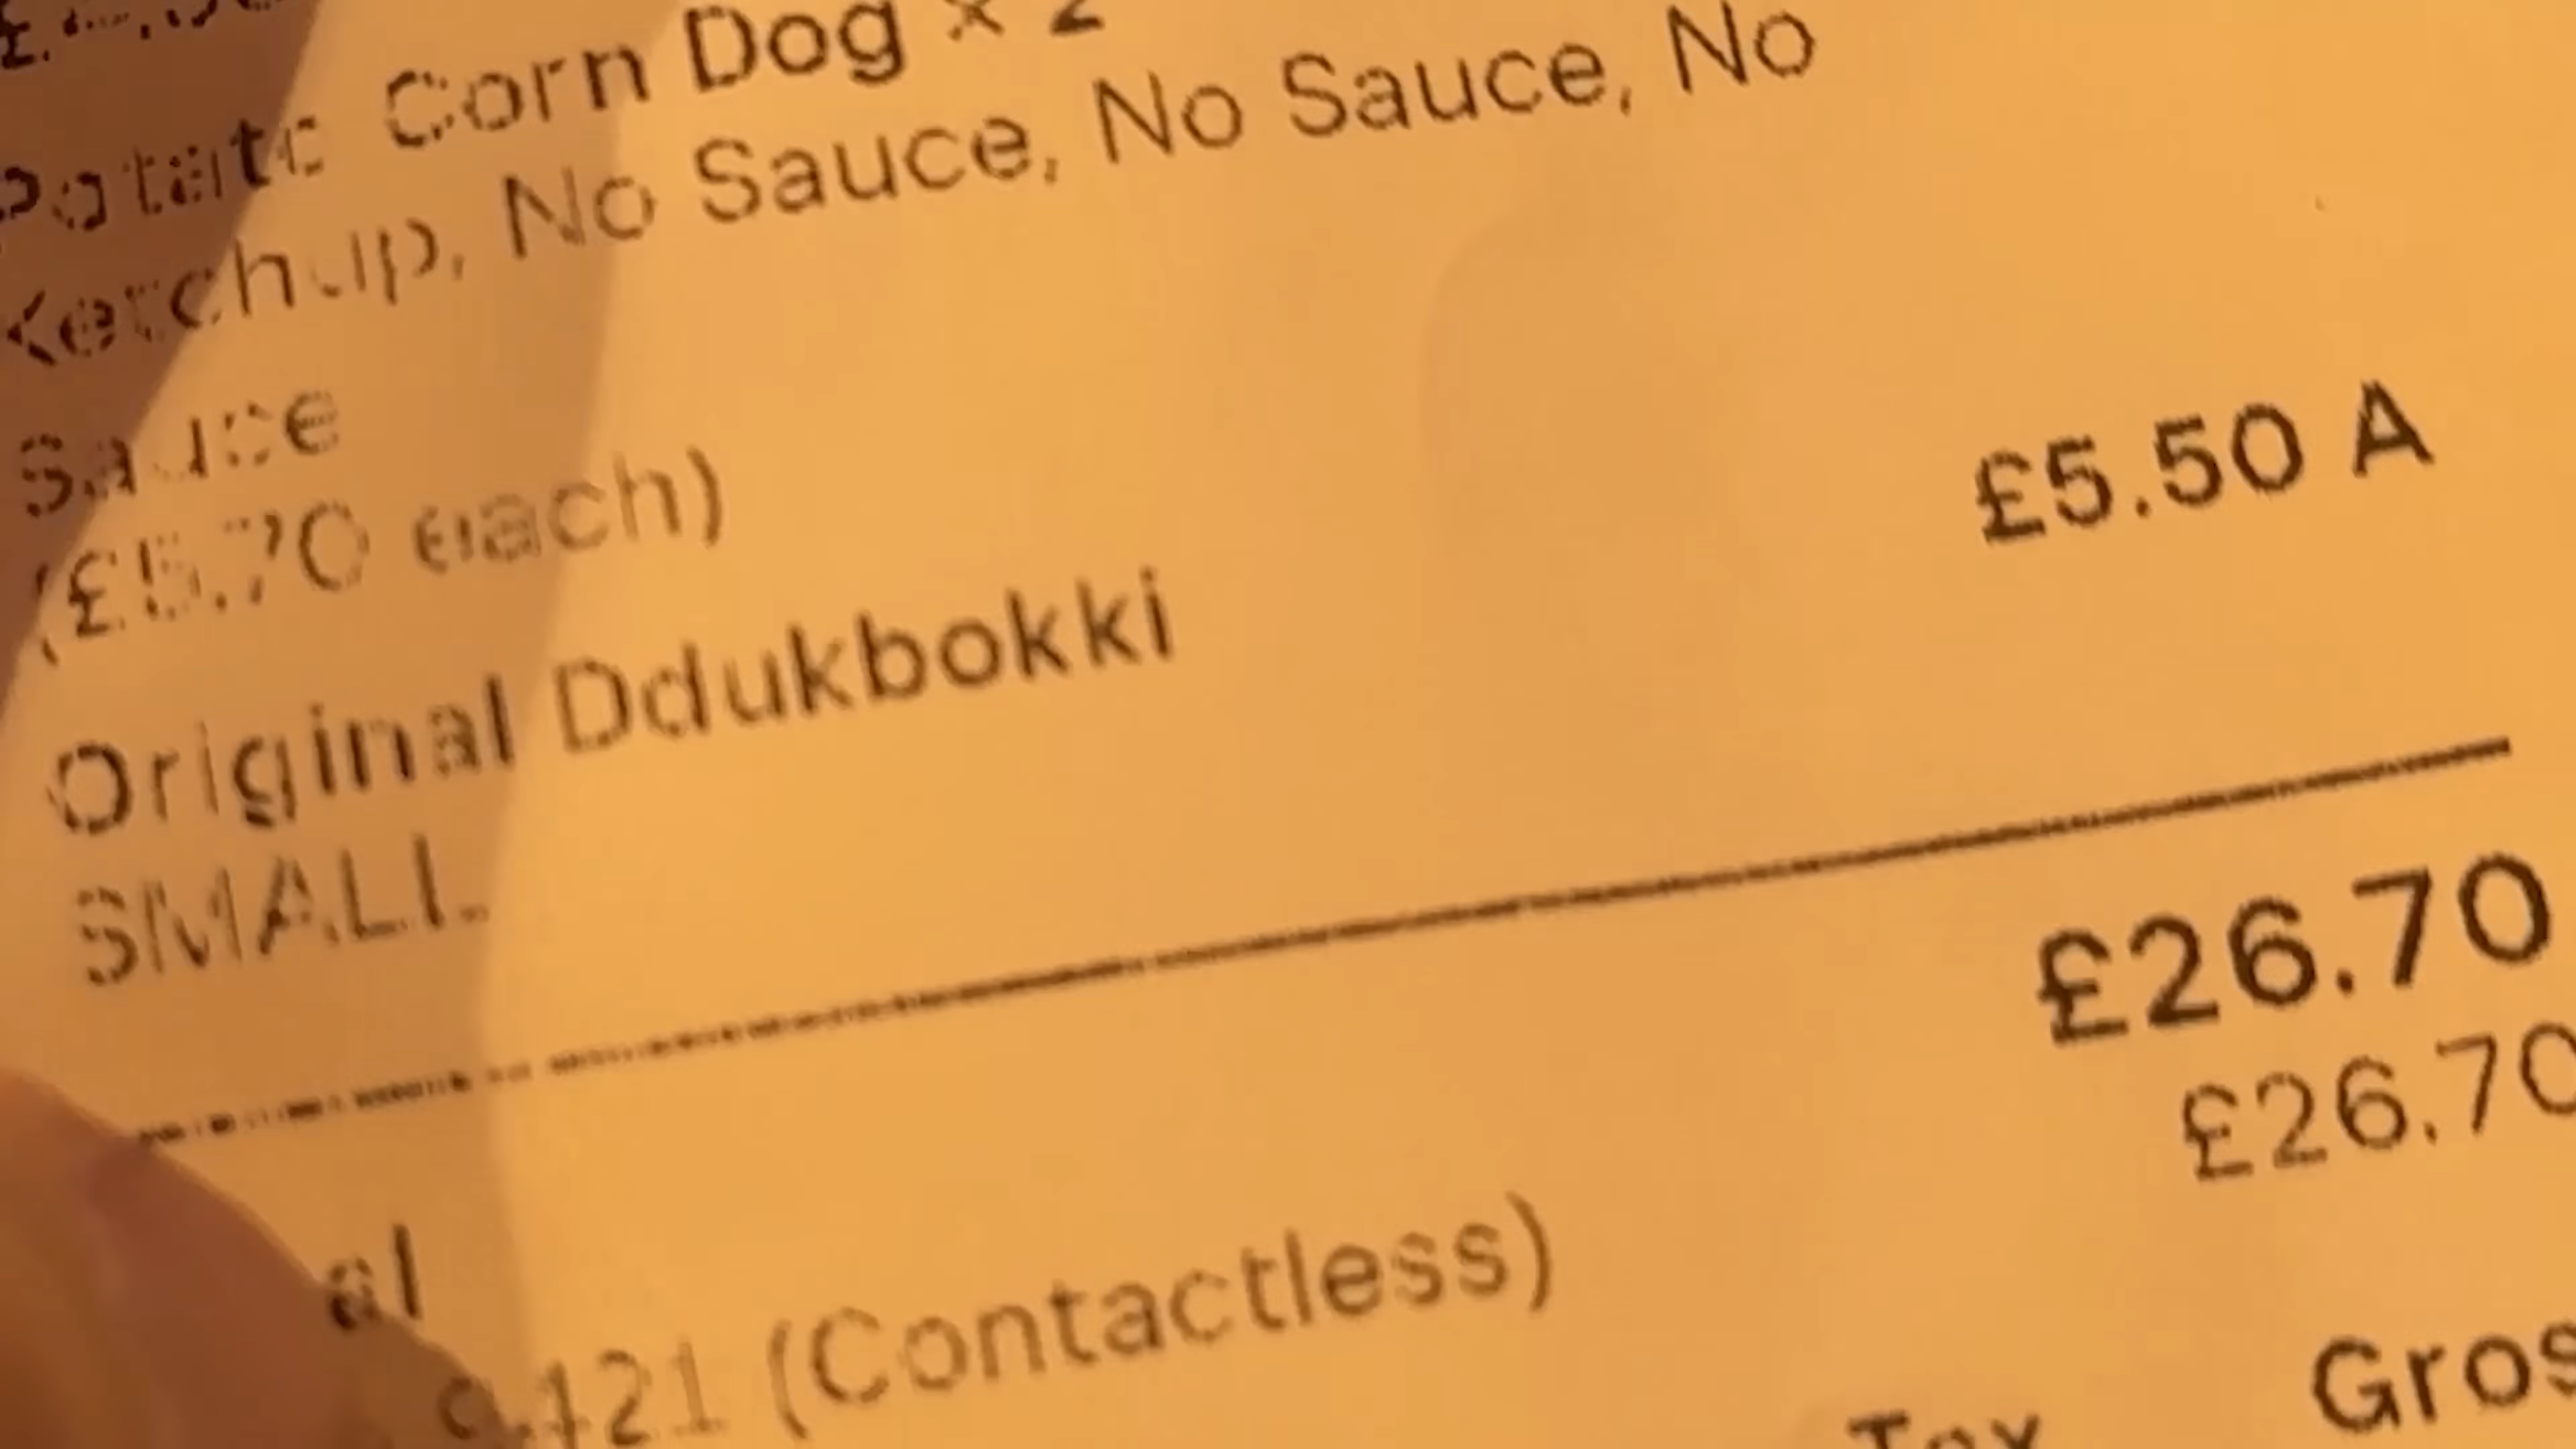 Potato Corn Dog × 2
Ketchup, No Sauce, No Sauce, No
Sauce
(£5.70 each)
£5.50 A
Original Ddukbokki
SMALL
£26.70
£26.70
(Contactless)
Tax
Gros